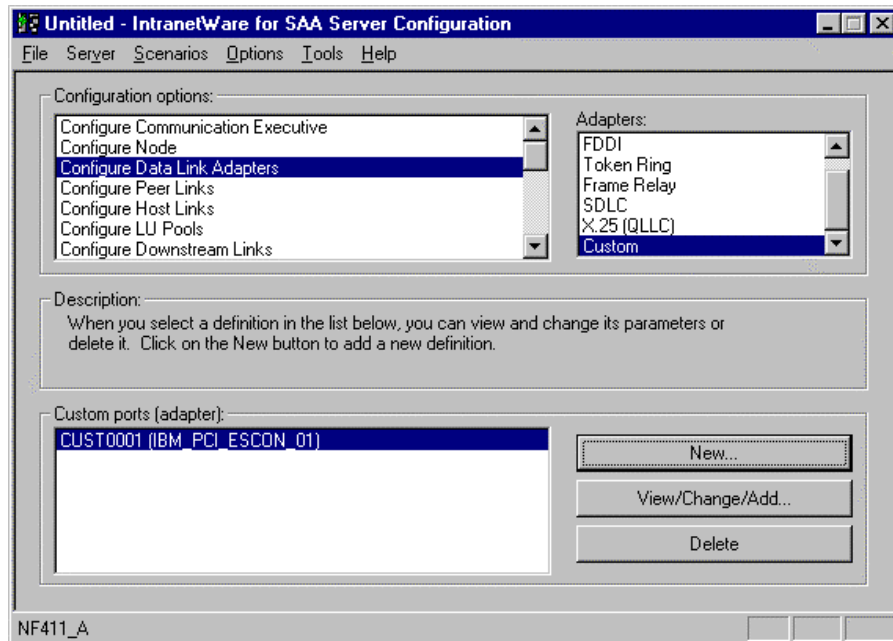 Untitled - IntranetWare for SAA Server Configuration
File Server Scenarios Options Tools Help
Configuration options:
Configure Communication Executive
Configure Node
Configure Data Link Adapters
Configure Peer Links
Configure Host Links
Configure LU Pools
Configure Downstream Links
Adapters:
FDDI
Token Ring
Frame Relay
SDLC
X.25 (QLLC)
Custom
Description:
When you select a definition in the list below, you can view and change its parameters or
delete it. Click on the New button to add a new definition.
Custom ports (adapter):
CUST0001 (IBM_PCI_ESCON_01)
New...
View/Change/Add...
Delete
NF411_A